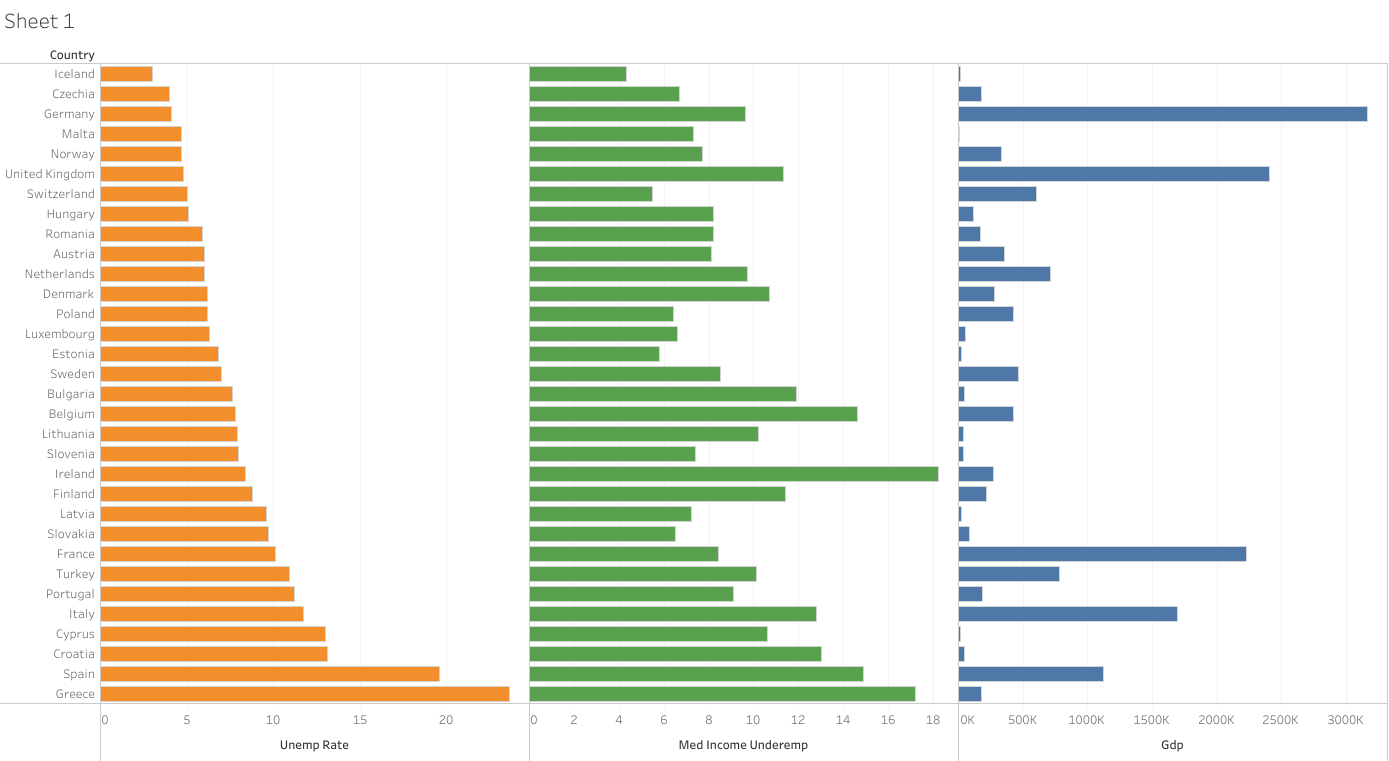 Sheet 1
Country
Iceland
Czechia
Germany
Malta
Norway
United Kingdom
Switzerland
Hungary
Romania
Austria
Netherlands
Denmark
Poland
Luxembourg
Estonia
Sweden
Bulgaria
Belgium
Lithuania
Slovenia
Ireland
Finland
Latvia
Slovakia
France
Turkey
Portugal
Italy
Cyprus
Croatia
Spain
Greece
0 5 10 15 20 0 2 4 6 8 10 12 14 16 18 0K 500K 1000K 1500K 2000K 2500K 3000K
Unemp Rate Med Income Underemp Gdp